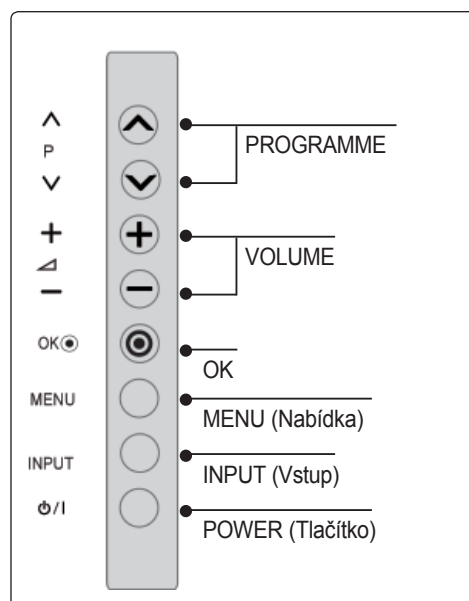 P
PROGRAMME
VOLUME
OK
OK
MENU
MENU (Nabídka)
INPUT
INPUT (Vstup)
/I
POWER (Tlačítko)